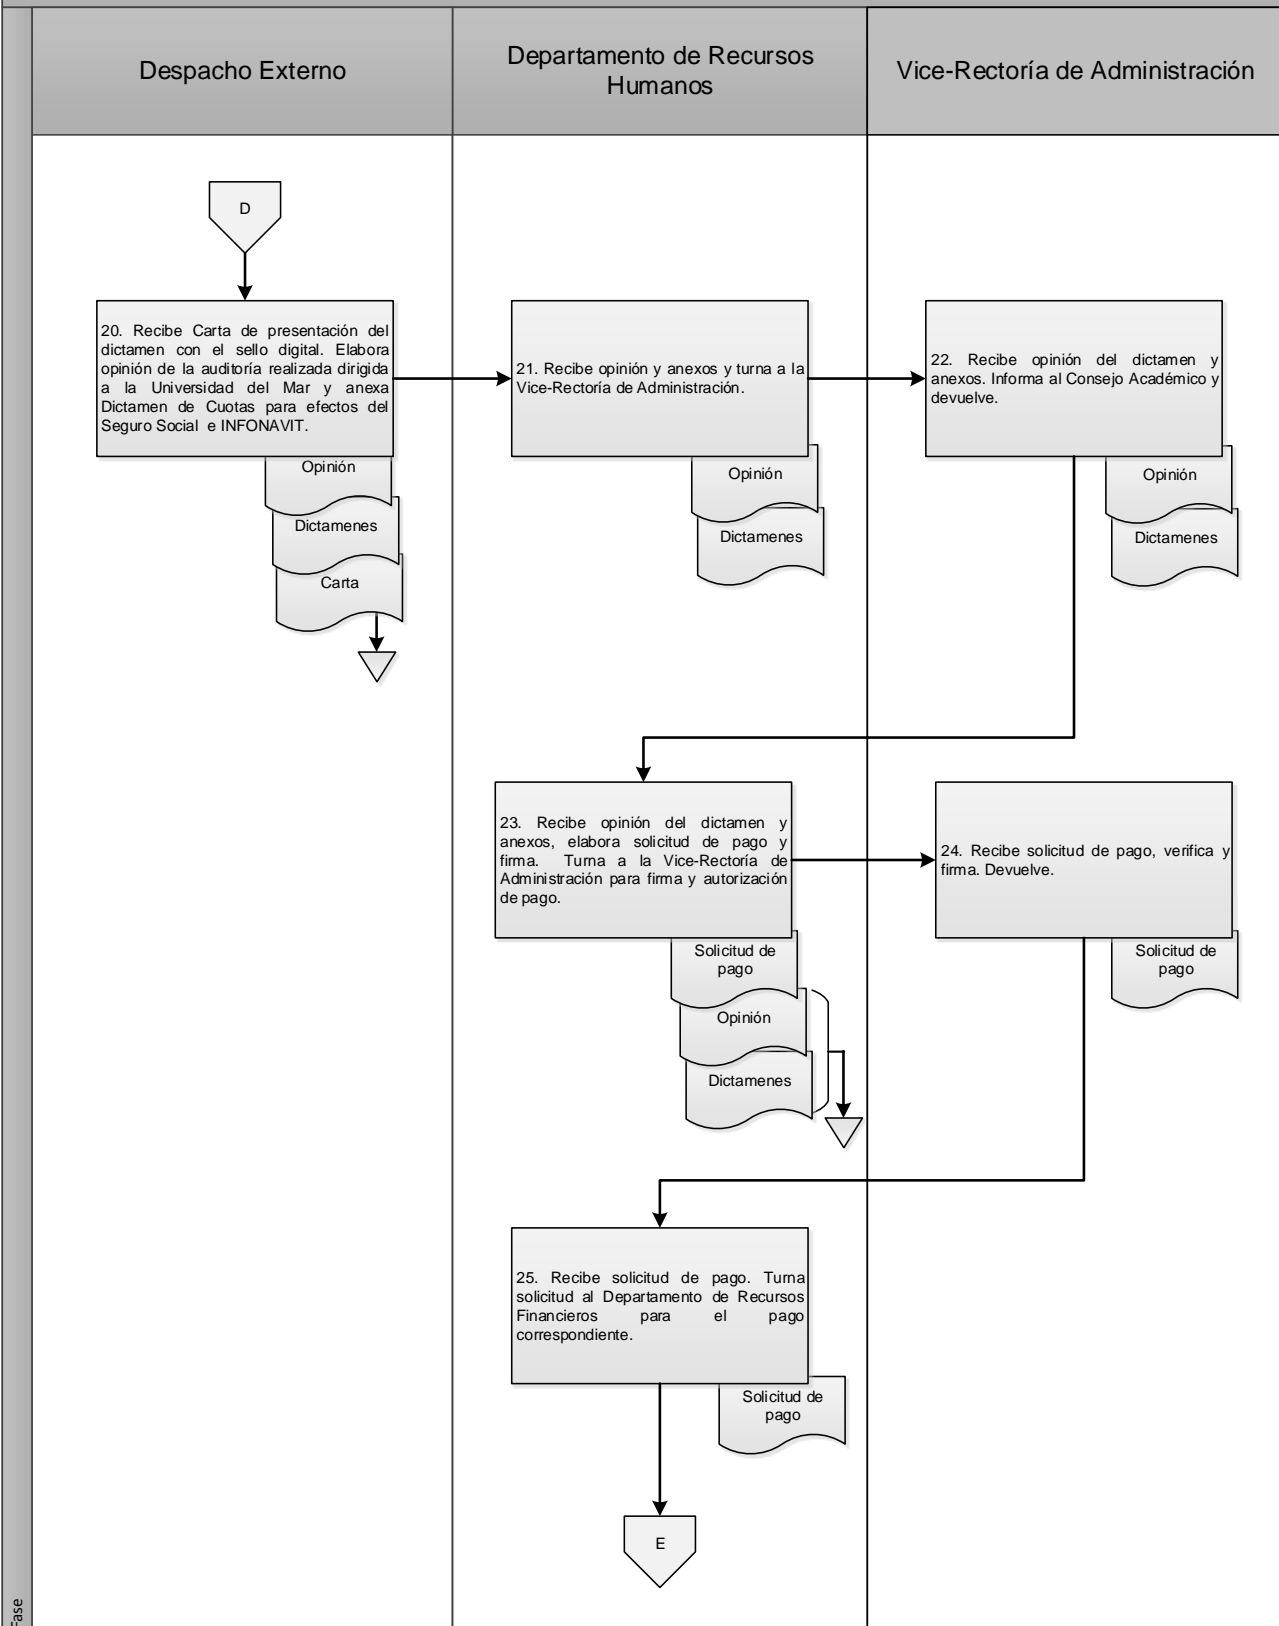 Despacho Externo
Departamento de Recursos
Humanos
Vice-Rectoría de Administración
D
20. Recibe Carta de presentación del
dictamen con el sello digital. Elabora
opinión de la auditoría realizada dirigida
a la Universidad del Mar y anexa
Dictamen de Cuotas para efectos del
Seguro Social e INFONAVIT.
Opinión
Dictamenes
Carta
21. Recibe opinión y anexos y turna a la
Vice-Rectoría de Administración.
Opinión
Dictamenes
22. Recibe opinión del dictamen y
anexos. Informa al Consejo Académico y
devuelve.
Opinión
Dictamenes
23. Recibe opinión del dictamen y
anexos, elabora solicitud de pago y
firma. Turna a la Vice-Rectoría de
Administración para firma y autorización
de pago.
Solicitud de
pago
Opinión
Dictamenes
24. Recibe solicitud de pago, verifica y
firma. Devuelve.
Solicitud de
pago
25. Recibe solicitud de pago. Turna
solicitud al Departamento de Recursos
Financieros para el pago
correspondiente.
Solicitud de
pago
E
Fase